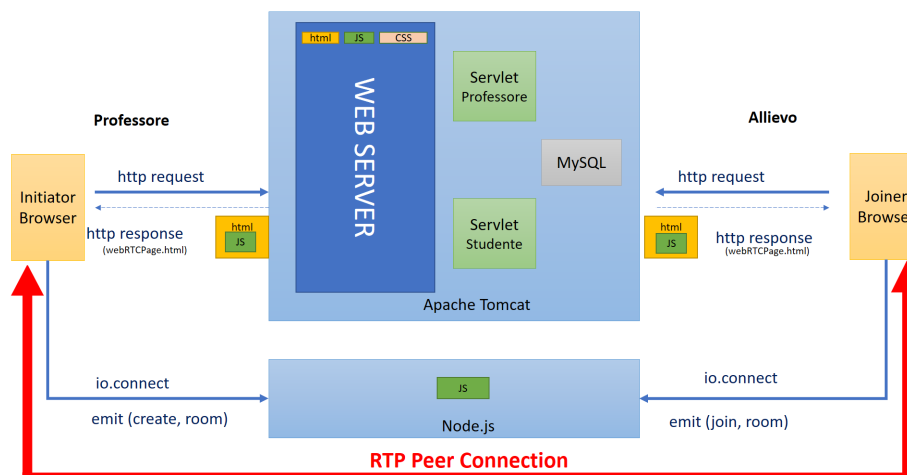 html
JS
CSS
WEB SERVER
Servlet
Professore
MySQL
Servlet
Studente
Apache Tomcat
Professore
Initiator
Browser
http request
http response
(webRTCPage.html)
html
JS
Allievo
Joiner
Browser
http request
http response
(webRTCPage.html)
html
JS
io.connect
emit (create, room)
JS
Node.js
io.connect
emit (join, room)
RTP Peer Connection